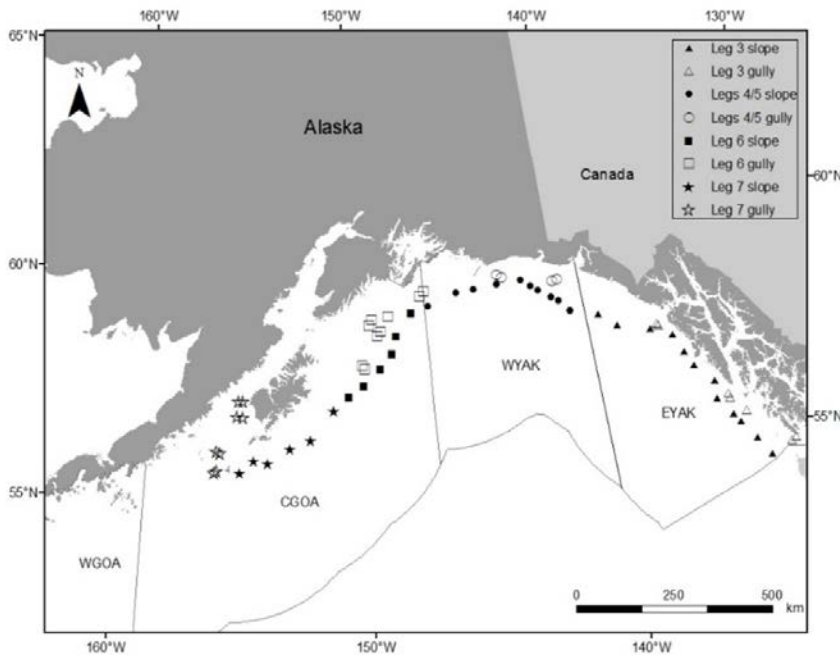 160°W 150°W 140°W 130°W
65°N
N
Leg 3 slope
Leg 3 gully
Legs 4/5 slope
Legs 4/5 gully
Leg 6 slope
Leg 6 gully
Leg 7 slope
Leg 7 gully
Alaska
Canada
60°N
60°N
WYAK
EYAK
55°N
55°N
CGOA
WGOA
0 250 500
km
160°W 150°W 140°W